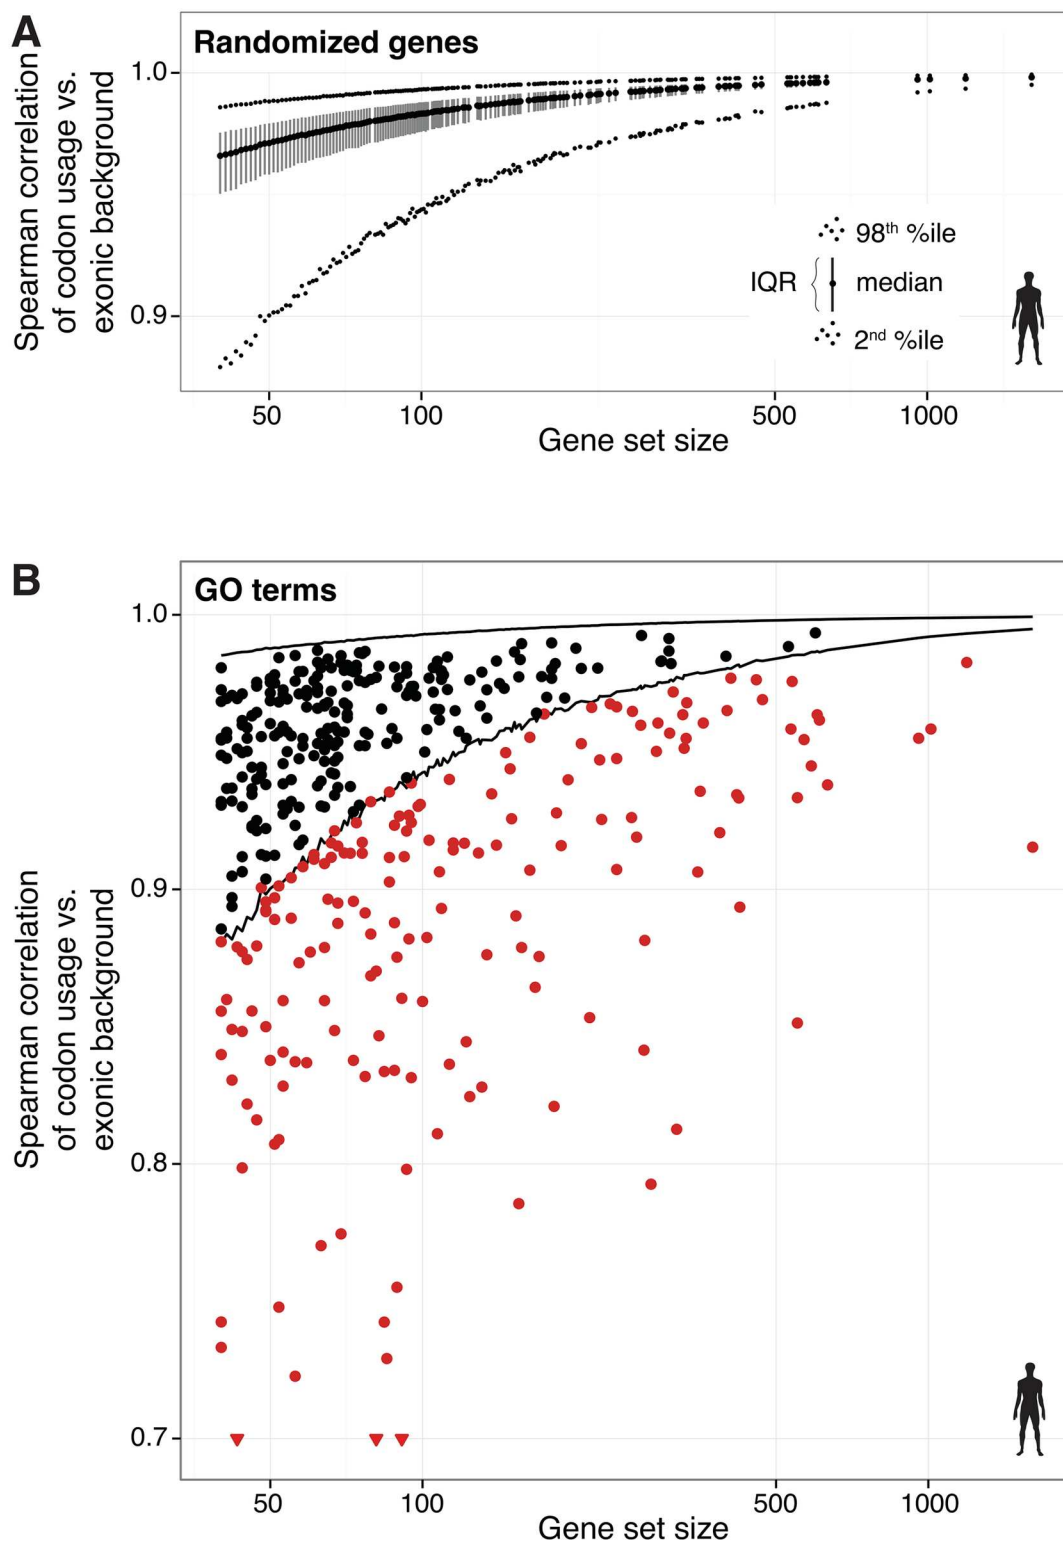 A
Randomized genes
Spearman correlation
of codon usage vs.
exonic background
1.0
0.9
98th %ile
IQR
median
2nd %ile
50
100
500
1000
Gene set size
B
GO terms
Spearman correlation
of codon usage vs.
exonic background
1.0
0.9
0.8
0.7
50
100
500
1000
Gene set size